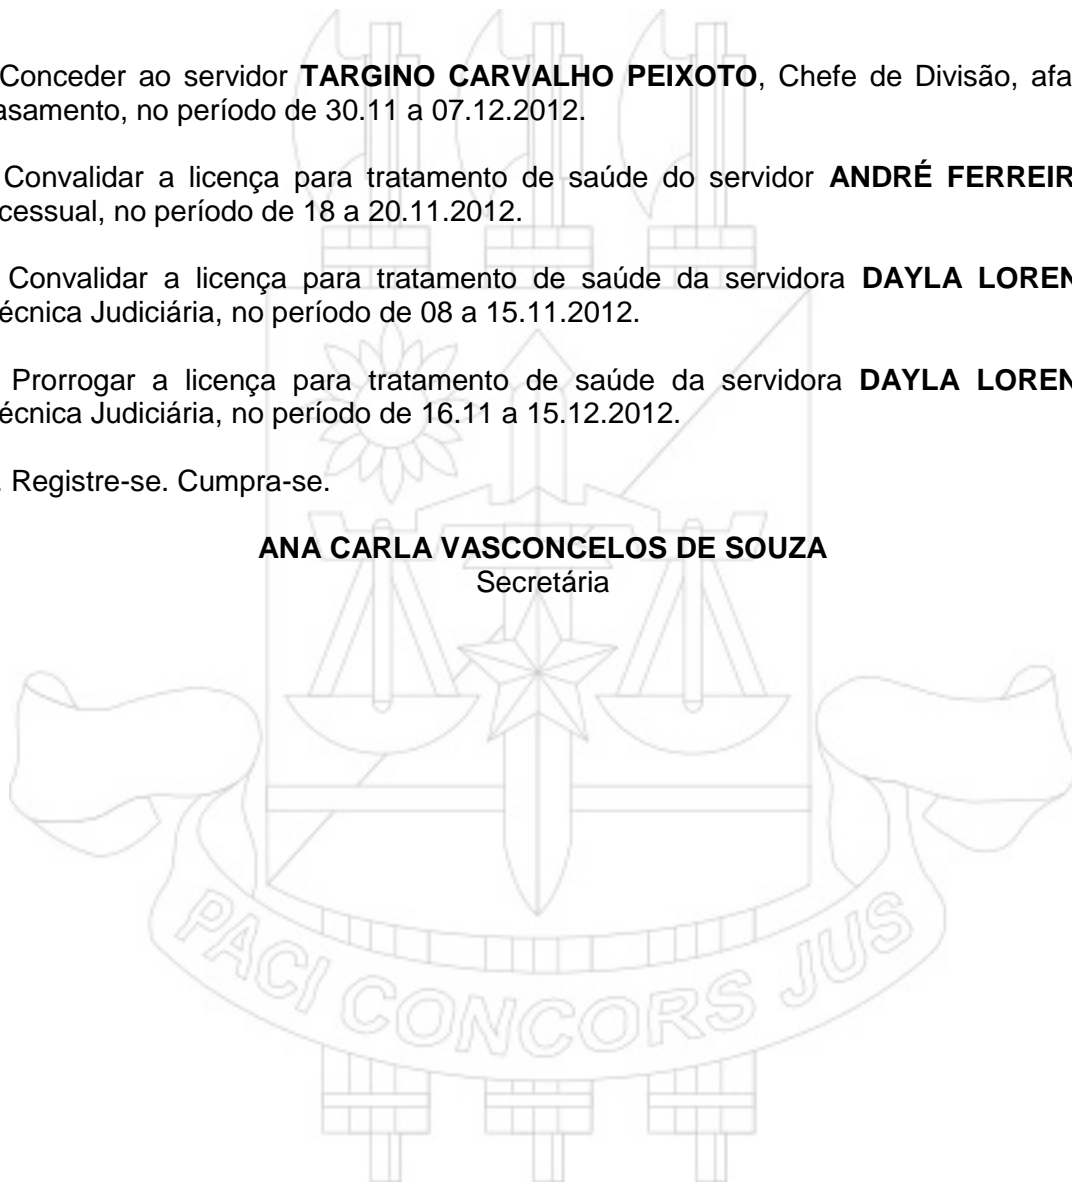 Conceder ao servidor TARGINO CARVALHO PEIXOTO, Chefe de Divisão, afa
asamento, no período de 30.11 a 07.12.2012.
Convalidar a licença para tratamento de saúde do servidor ANDRÉ FERREIR
cessual, no período de 18 a 20.11.2012.
Convalidar a licença para tratamento de saúde da servidora DAYLA LOREN
écnica Judiciária, no período de 08 a 15.11.2012.
Prorrogar a licença para tratamento de saúde da servidora DAYLA LOREN
écnica Judiciária, no período de 16.11 a 15.12.2012.
. Registre-se. Cumpra-se.
ANA CARLA VASCONCELOS DE SOUZA
Secretária
PACI CONCORS JUS